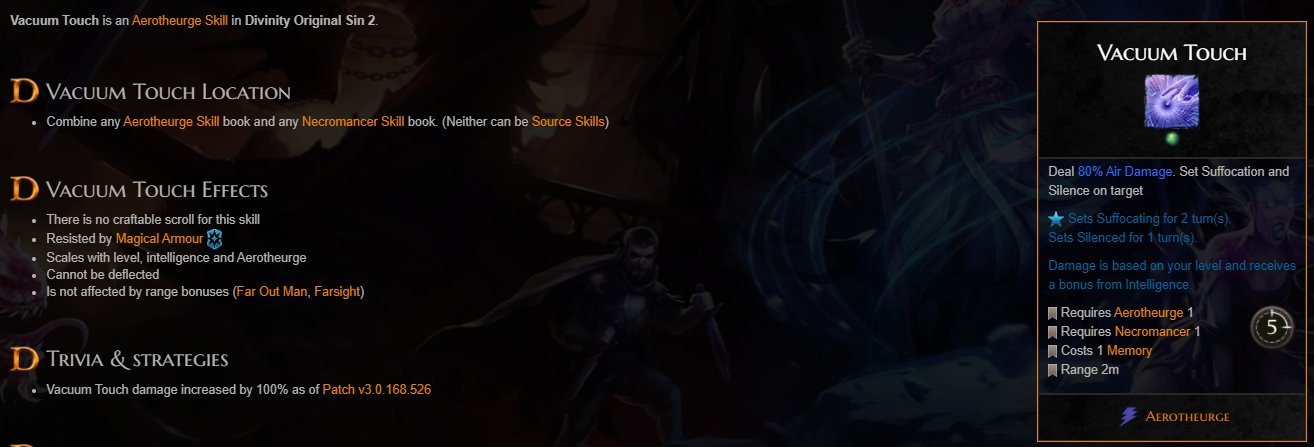 Vacuum Touch is an Aerotheurge Skill in Divinity Original Sin 2.
D Vacuum Touch Location
Combine any Aerotheurge Skill book and any Necromancer Skill book. (Neither can be Source Skills)
D Vacuum Touch Effects
There is no craftable scroll for this skill
Resisted by Magical Armour
Scales with level, intelligence and Aerotheurge
Cannot be deflected
Is not affected by range bonuses (Far Out Man, Farsight)
D Trivia & strategies
Vacuum Touch damage increased by 100% as of Patch v3.0.168.526
Vacuum Touch
Deal 80% Air Damage. Set Suffocation and
Silence on target
Sets Suffocating for 2 turn(s).
Sets Silenced for 1 turn(s).
Damage is based on your level and receives
a bonus from Intelligence.
Requires Aerotheurge 1
Requires Necromancer 1
Costs 1 Memory
Range 2m
5
Aerotheurge